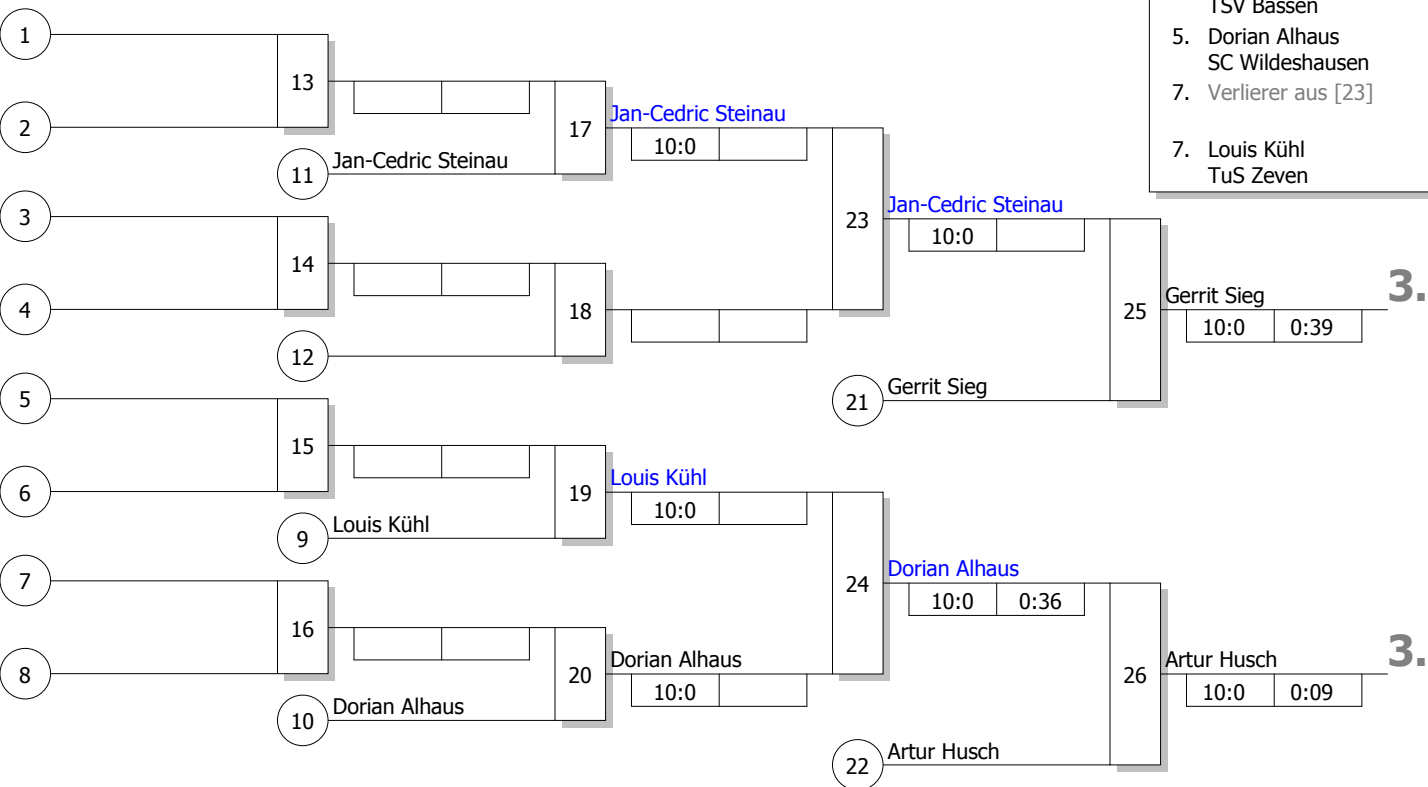 TSV Bassen
5. Dorian Alhaus
SC Wildeshausen
7. Verlierer aus [23]
7. Louis Kühl
TuS Zeven
1
13
2
17
Jan-Cedric Steinau
10:0
11
Jan-Cedric Steinau
3
14
4
18
12
23
Jan-Cedric Steinau
10:0
25
Gerrit Sieg
3.
10:0 0:39
21
Gerrit Sieg
5
15
6
19
Louis Kühl
10:0
9
Louis Kühl
7
16
8
20
Dorian Alhaus
10:0
10
Dorian Alhaus
24
Dorian Alhaus
10:0 0:36
26
Artur Husch
3.
10:0 0:09
22
Artur Husch